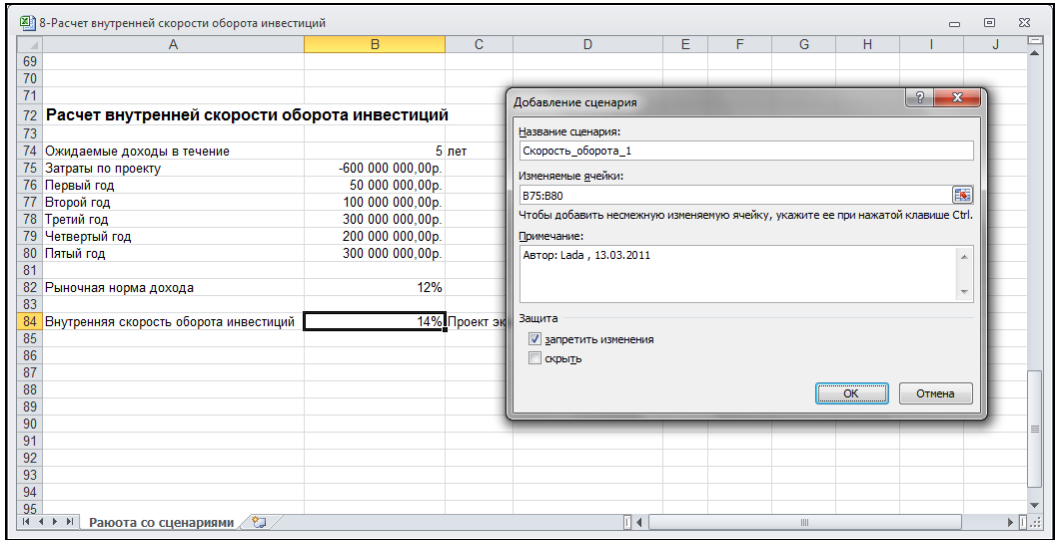 8-Расчет внутренней скорости оборота инвестиций
A B C D E F G H I J
69
70
71
72 Расчет внутренней скорости оборота инвестиций
73
74 Ожидаемые доходы в течение 5 лет
75 Затраты по проекту -600 000 000,00р.
76 Первый год 50 000 000,00р.
77 Второй год 100 000 000,00р.
78 Третий год 300 000 000,00р.
79 Четвертый год 200 000 000,00р.
80 Пятый год 300 000 000,00р.
81
82 Рыночная норма дохода 12%
83
84 Внутренняя скорость оборота инвестиций 14% Проект эк
85
86
87
88
89
90
91
92
93
94
95
Раюота со сценариями
Добавление сценария
Название сценария:
Скорость_оборота_1
Изменяемые ячейки:
B75:B80
Чтобы добавить несмежную изменяемую ячейку, укажите ее при нажатой клавише Ctrl.
Примечание:
Автор: Lada , 13.03.2011
Защита
запретить изменения
скрыть
ОК Отмена